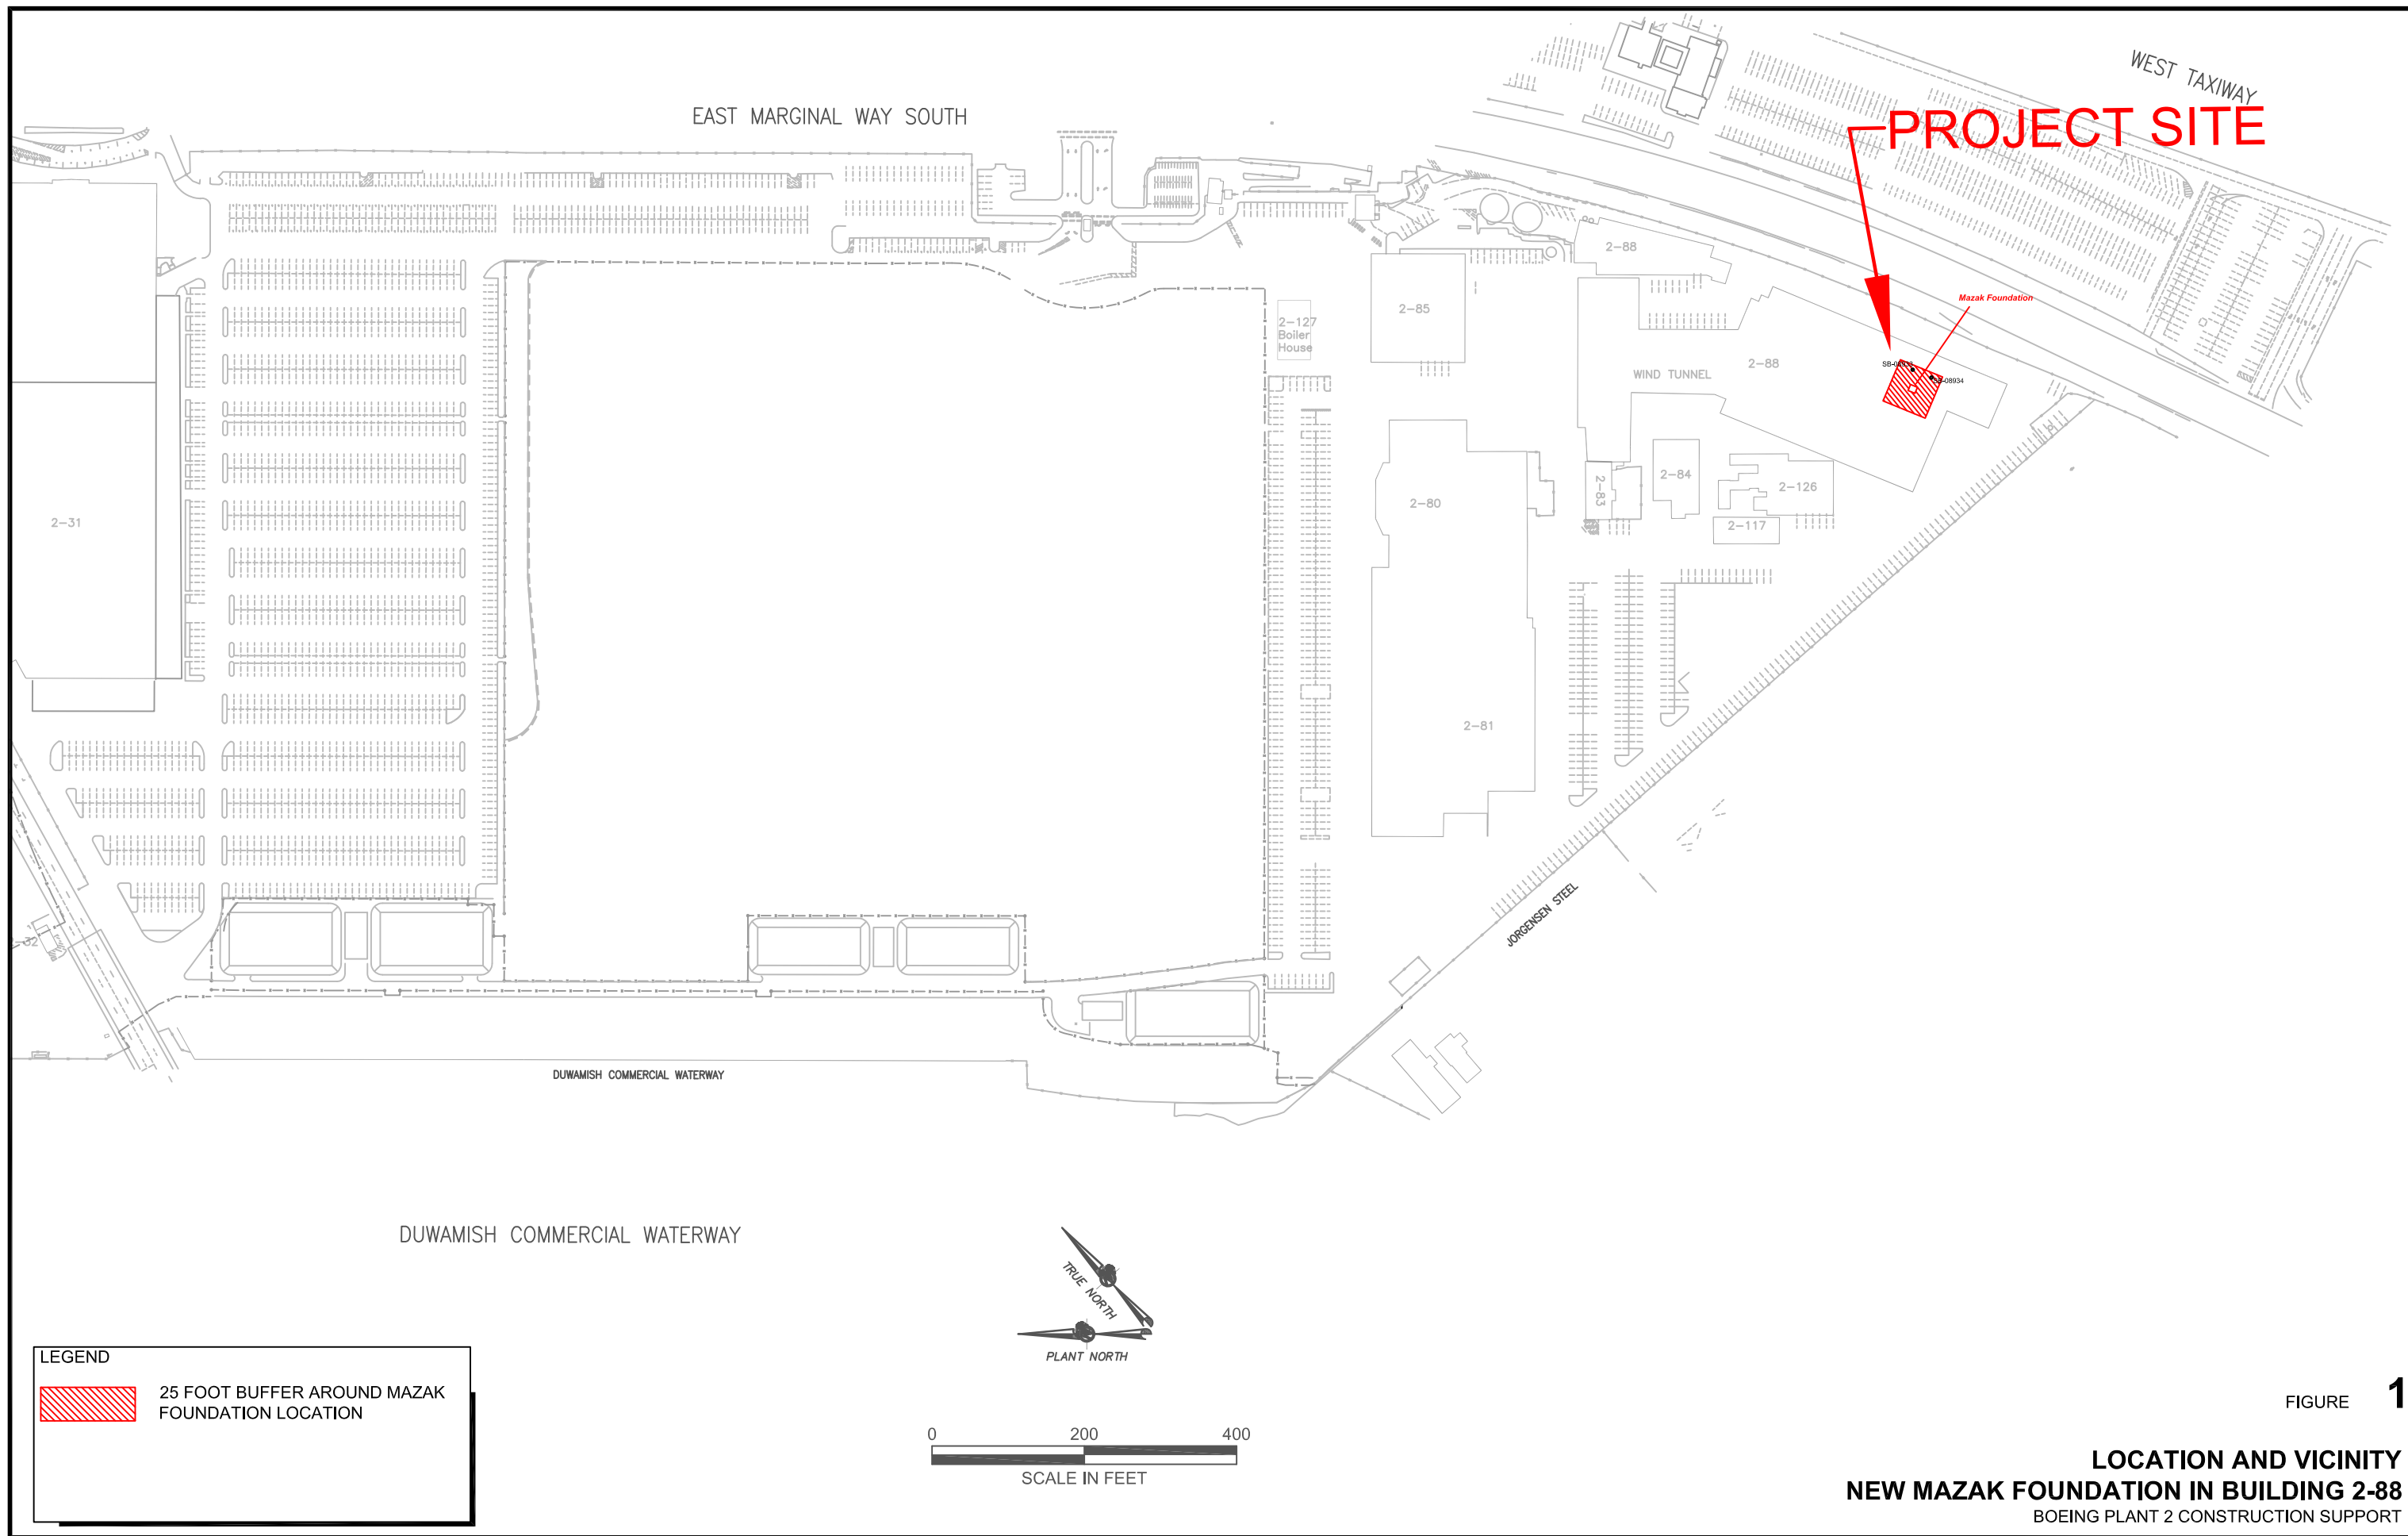 WEST TAXIWAY
EAST MARGINAL WAY SOUTH
PROJECT SITE
2-88
Mazak Foundation
2-85
2-127
Boiler
House
2-88
WIND TUNNEL
SB-08934
2-84
2-83
2-126
2-80
2-31
2-117
2-81
JORGENSEN STEEL
DUWAMISH COMMERCIAL WATERWAY
DUWAMISH COMMERCIAL WATERWAY
TRUE NORTH
PLANT NORTH
LEGEND
25 FOOT BUFFER AROUND MAZAK
FOUNDATION LOCATION
0 200 400
SCALE IN FEET
FIGURE 1
LOCATION AND VICINITY
NEW MAZAK FOUNDATION IN BUILDING 2-88
BOEING PLANT 2 CONSTRUCTION SUPPORT